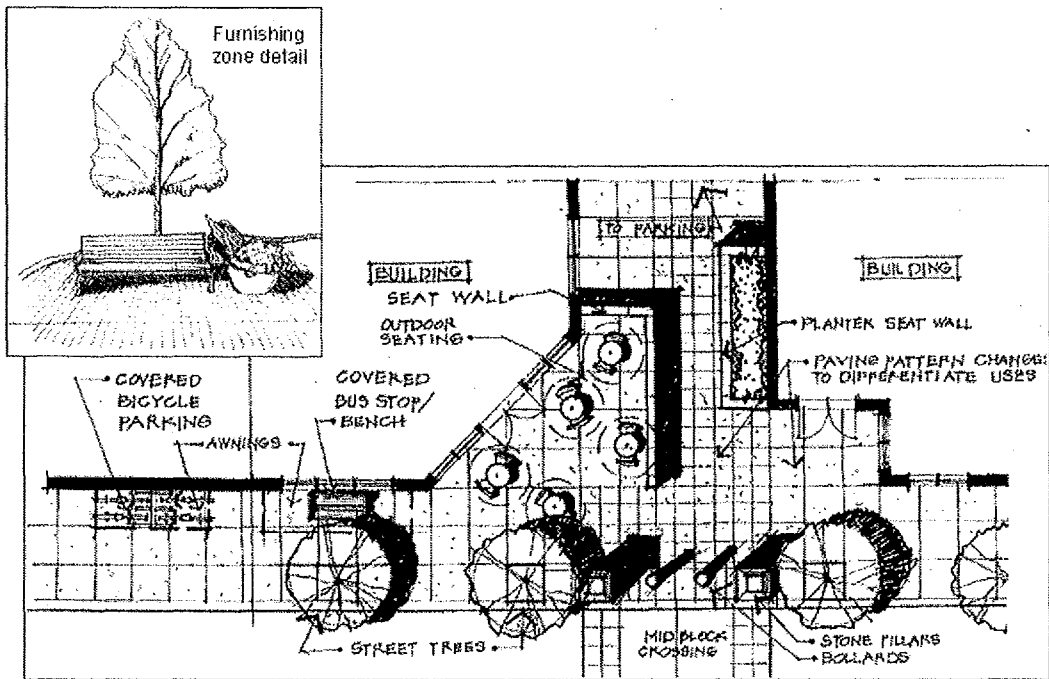 Furnishing
zone detail
TO PARKING
BUILDING
BUILDING
SEAT WALL
OUTDOOR
SEATING
PLANTER SEAT WALL
PAVING PATTERN CHANGES
TO DIFFERENTIATE USES
COVERED
BICYCLE
PARKING
AWNINGS
COVERED
BUS STOP/
BENCH
STREET TREES
MID BLOCK
CROSSING
STONE PILLARS
BOLLARDS